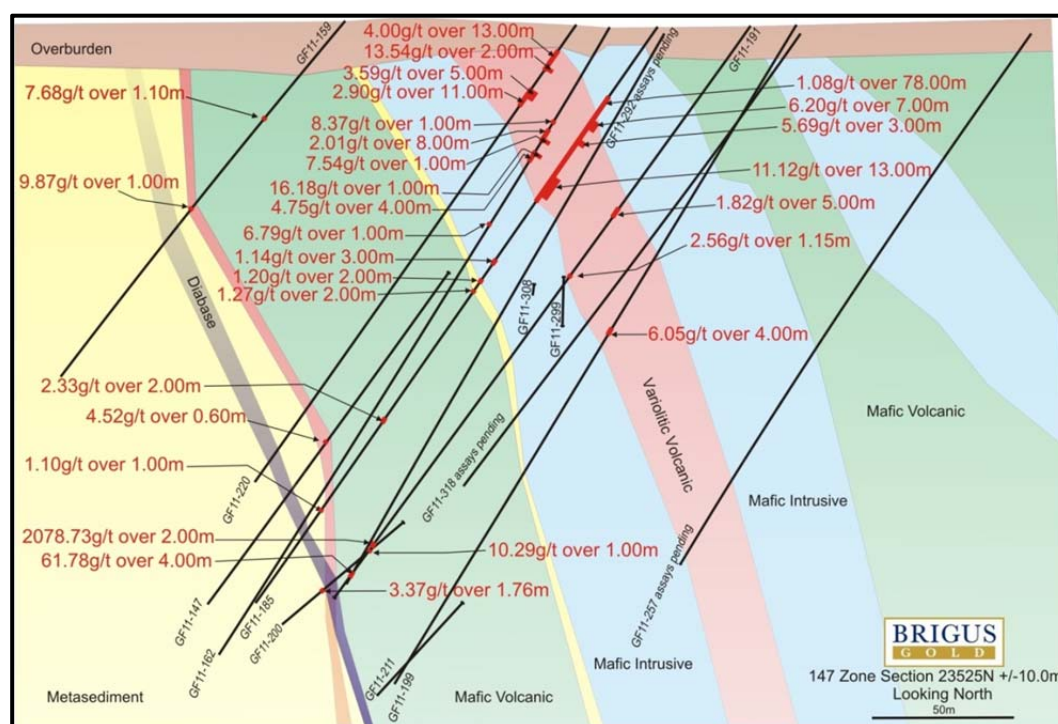 Overburden
GF11-159
4.00g/t over 13.00m
13.54g/t over 2.00m
3.59g/t over 5.00m
2.90g/t over 11.00m
7.68g/t over 1.10m
8.37g/t over 1.00m
2.01g/t over 8.00m
7.54g/t over 1.00m
16.18g/t over 1.00m
4.75g/t over 4.00m
9.87g/t over 1.00m
6.79g/t over 1.00m
1.14g/t over 3.00m
1.20g/t over 2.00m
1.27g/t over 2.00m
GF11-292 assays pending
GF11-191
1.08g/t over 78.00m
6.20g/t over 7.00m
5.69g/t over 3.00m
11.12g/t over 13.00m
1.82g/t over 5.00m
2.56g/t over 1.15m
GF11-308
GF11-299
6.05g/t over 4.00m
Diabase
2.33g/t over 2.00m
4.52g/t over 0.60m
1.10g/t over 1.00m
GF11-220
GF11-318 assays pending
Variolitic Volcanic
Mafic Volcanic
Mafic Intrusive
2078.73g/t over 2.00m
61.78g/t over 4.00m
10.29g/t over 1.00m
3.37g/t over 1.76m
GF11-257 assays pending
GF11-147
GF11-185
GF11-200
GF11-162
GF11-211
GF11-199
Metasediment
Mafic Volcanic
Mafic Intrusive
BRIGUS
GOLD
147 Zone Section 23525N +/-10.0m
Looking North
50m